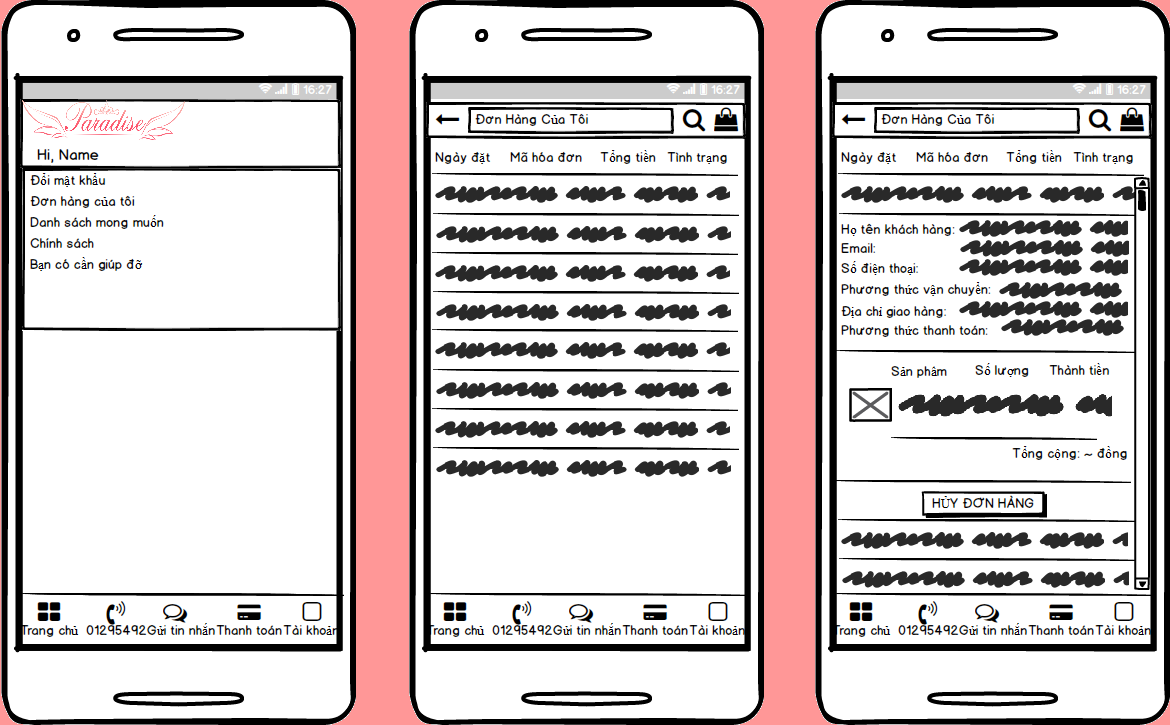 16:27
Paradise
Hi, Name
Đổi mật khẩu
Đơn hàng của tôi
Danh sách mong muốn
Chính sách
Bạn có cần giúp đỡ
Trang chủ 01295492 Gửi tin nhắn Thanh toán Tài khoản
16:27
Đơn Hàng Của Tôi
Ngày đặt Mã hóa đơn Tổng tiền Tình trạng
Trang chủ 01295492 Gửi tin nhắn Thanh toán Tài khoản
16:27
Đơn Hàng Của Tôi
Ngày đặt Mã hóa đơn Tổng tiền Tình trạng
Họ tên khách hàng:
Email:
Số điện thoại:
Phương thức vận chuyển:
Địa chỉ giao hàng:
Phương thức thanh toán:
Sản phẩm Số lượng Thành tiền
Tổng cộng: ~ đồng
HỦY ĐƠN HÀNG
Trang chủ 01295492 Gửi tin nhắn Thanh toán Tài khoản